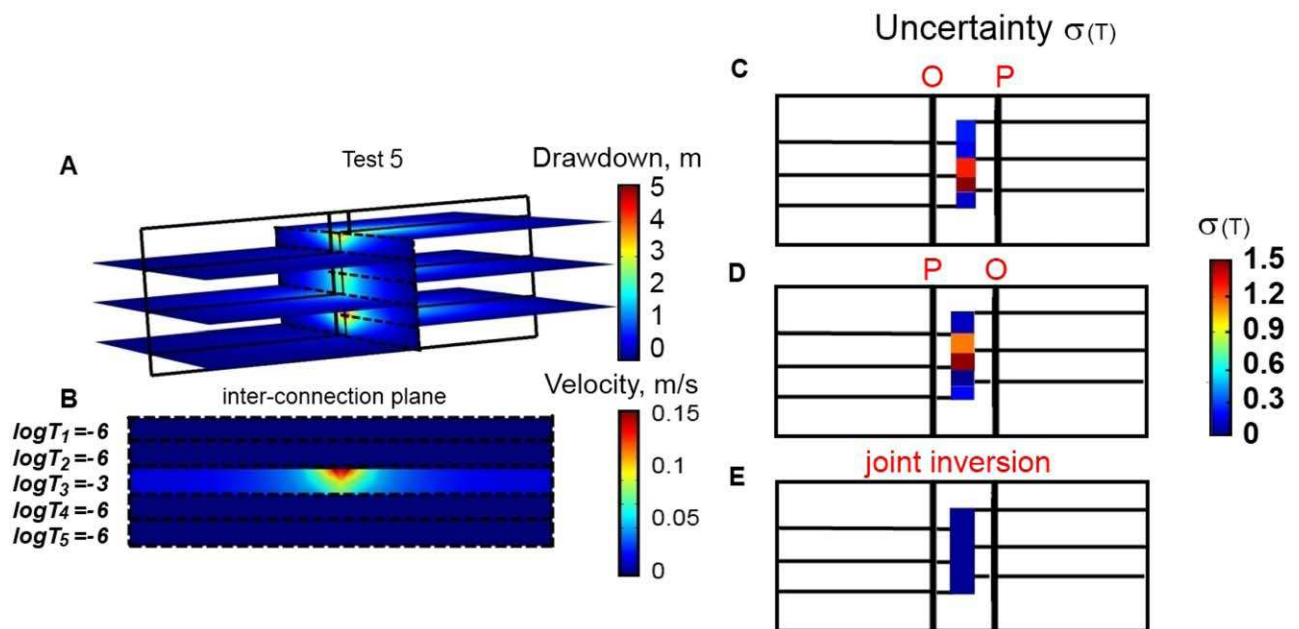 Uncertainty σ(T)
A
Test 5
Drawdown, m
5
4
3
2
1
0
B
inter-connection plane
Velocity, m/s
logT1=-6
logT2=-6
logT3=-3
logT4=-6
logT5=-6
0.15
0.1
0.05
0
C
O P
D
P O
E
joint inversion
σ(T)
1.5
1.2
0.9
0.6
0.3
0